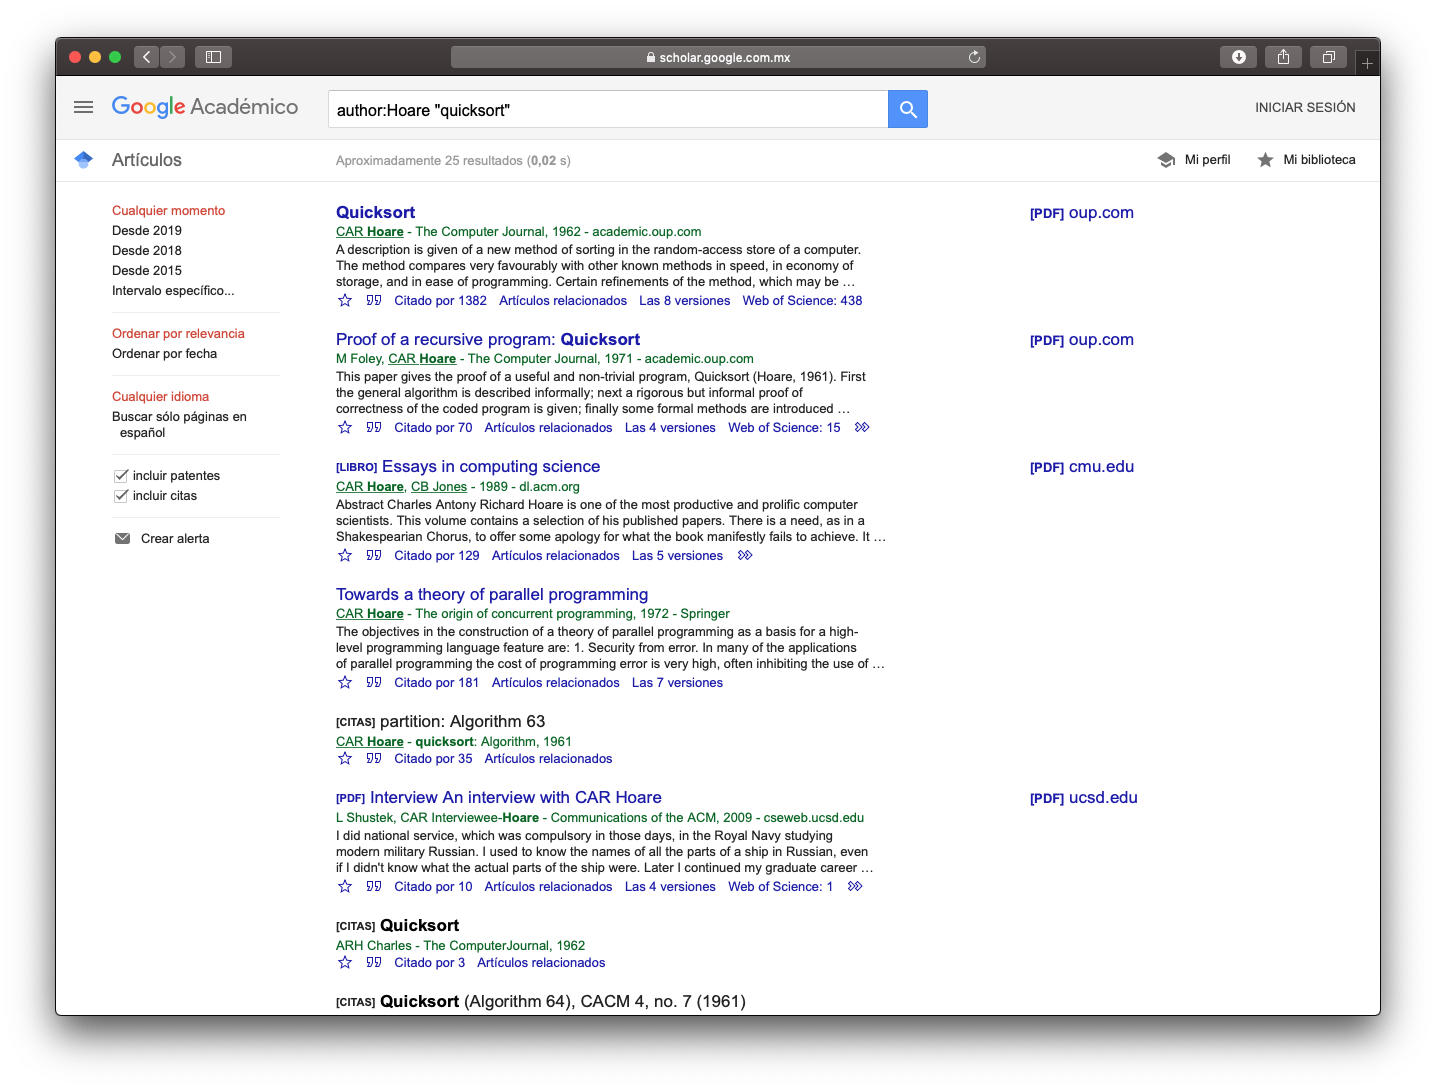 scholar.google.com.mx
Google Académico
author:Hoare "quicksort"
INICIAR SESIÓN
Artículos
Aproximadamente 25 resultados (0,02 s)
Mi perfil
Mi biblioteca
Cualquier momento
Desde 2019
Desde 2018
Desde 2015
Intervalo específico...
Ordenar por relevancia
Ordenar por fecha
Cualquier idioma
Buscar sólo páginas en
español
incluir patentes
incluir citas
Crear alerta
Quicksort
CAR Hoare - The Computer Journal, 1962 - academic.oup.com
A description is given of a new method of sorting in the random-access store of a computer.
The method compares very favourably with other known methods in speed, in economy of
storage, and in ease of programming. Certain refinements of the method, which may be …
Citado por 1382 Artículos relacionados Las 8 versiones Web of Science: 438
[PDF] oup.com
Proof of a recursive program: Quicksort
M Foley, CAR Hoare - The Computer Journal, 1971 - academic.oup.com
This paper gives the proof of a useful and non-trivial program, Quicksort (Hoare, 1961). First
the general algorithm is described informally; next a rigorous but informal proof of
correctness of the coded program is given; finally some formal methods are introduced …
Citado por 70 Artículos relacionados Las 4 versiones Web of Science: 15
[PDF] oup.com
[LIBRO] Essays in computing science
CAR Hoare, CB Jones - 1989 - dl.acm.org
Abstract Charles Antony Richard Hoare is one of the most productive and prolific computer
scientists. This volume contains a selection of his published papers. There is a need, as in a
Shakespearian Chorus, to offer some apology for what the book manifestly fails to achieve. It …
Citado por 129 Artículos relacionados Las 5 versiones
[PDF] cmu.edu
Towards a theory of parallel programming
CAR Hoare - The origin of concurrent programming, 1972 - Springer
The objectives in the construction of a theory of parallel programming as a basis for a high-
level programming language feature are: 1. Security from error. In many of the applications
of parallel programming the cost of programming error is very high, often inhibiting the use of …
Citado por 181 Artículos relacionados Las 7 versiones
[CITAS] partition: Algorithm 63
CAR Hoare - quicksort: Algorithm, 1961
Citado por 35 Artículos relacionados
[PDF] Interview An interview with CAR Hoare
L Shustek, CAR Interviewee-Hoare - Communications of the ACM, 2009 - cseweb.ucsd.edu
I did national service, which was compulsory in those days, in the Royal Navy studying
modern military Russian. I used to know the names of all the parts of a ship in Russian, even
if I didn't know what the actual parts of the ship were. Later I continued my graduate career …
Citado por 10 Artículos relacionados Las 4 versiones Web of Science: 1
[PDF] ucsd.edu
[CITAS] Quicksort
ARH Charles - The ComputerJournal, 1962
Citado por 3 Artículos relacionados
[CITAS] Quicksort (Algorithm 64), CACM 4, no. 7 (1961)